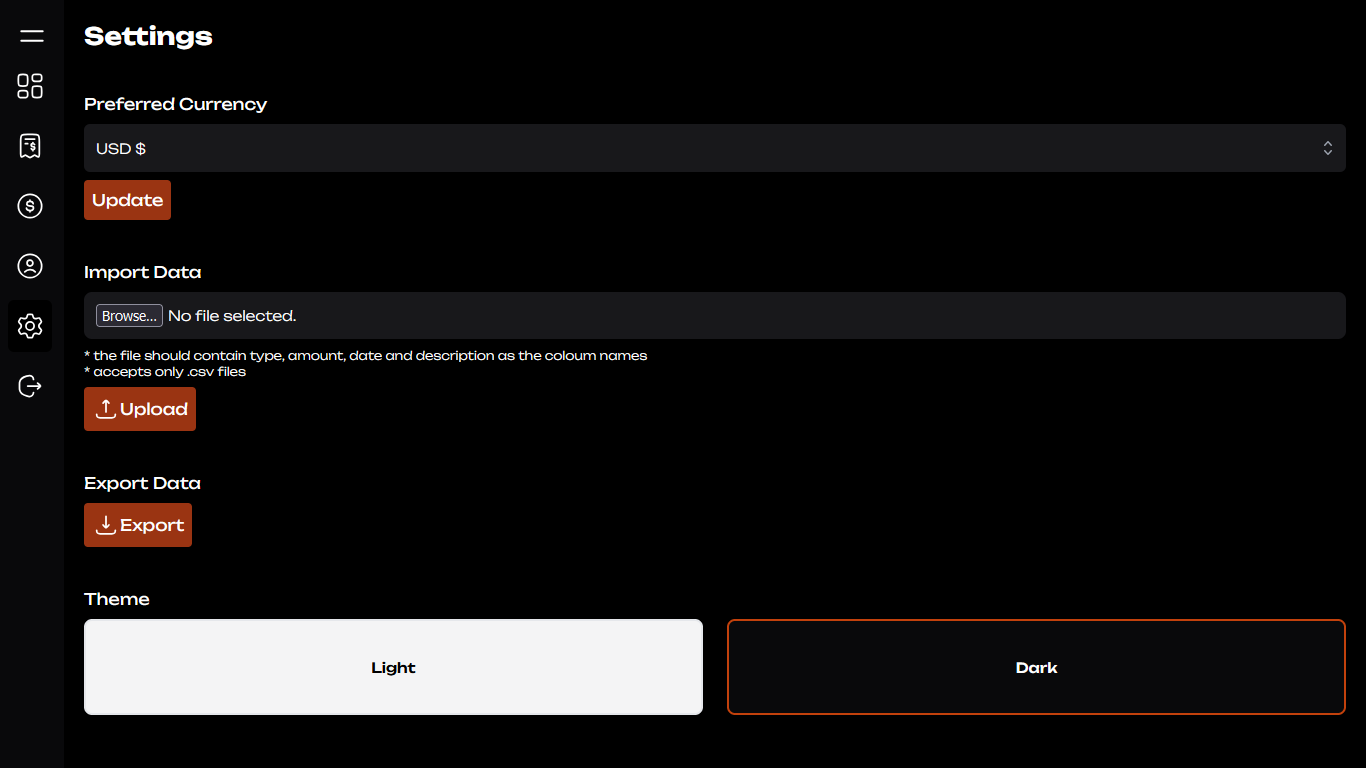 Settings
Preferred Currency
USD $
Update
Import Data
Browse... No file selected.
* the file should contain type, amount, date and description as the coloum names
* accepts only .csv files
Upload
Export Data
Export
Theme
Light
Dark